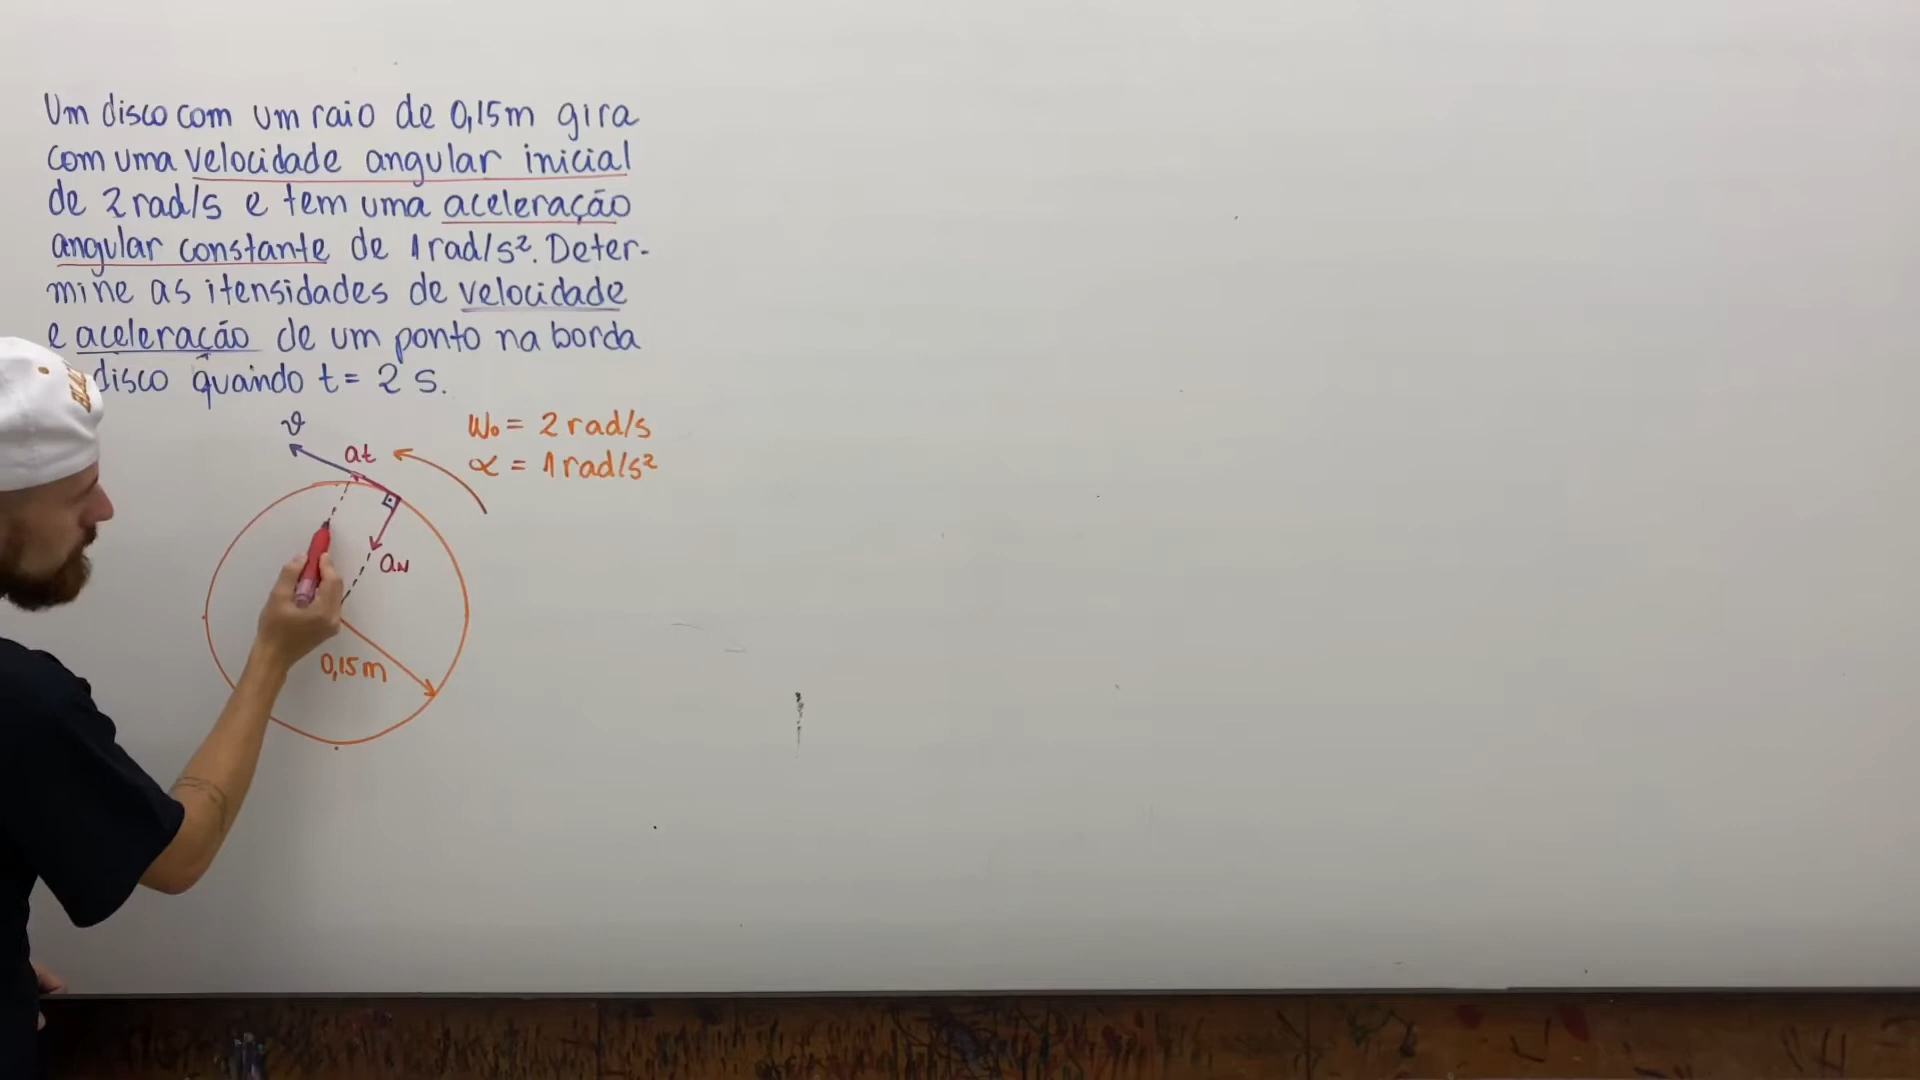 Um disco com um raio de 0,15m gira
com uma velocidade angular inicial
de 2 rad/s e tem uma aceleração
angular constante de 1 rad/s². Deter-
mine as itensidades de velocidade
e aceleração de um ponto na borda
disco quando t = 2 s.
ω₀ = 2 rad/s
α = 1 rad/s²
v
at
aN
0,15m